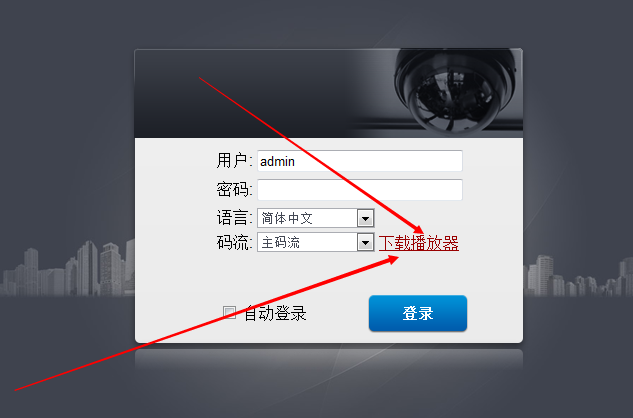 用户: admin
密码:
语言: 简体中文
码流: 主码流 下载播放器
自动登录 登录